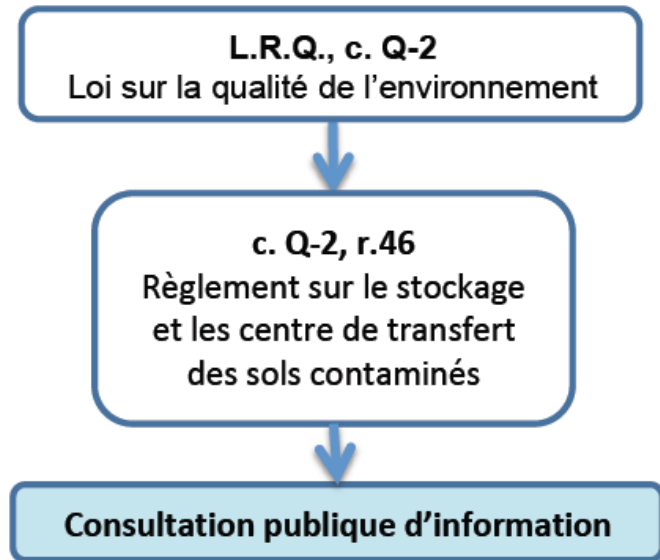 L.R.Q., c. Q-2
Loi sur la qualité de l'environnement
c. Q-2, r.46
Règlement sur le stockage
et les centre de transfert
des sols contaminés
Consultation publique d'information